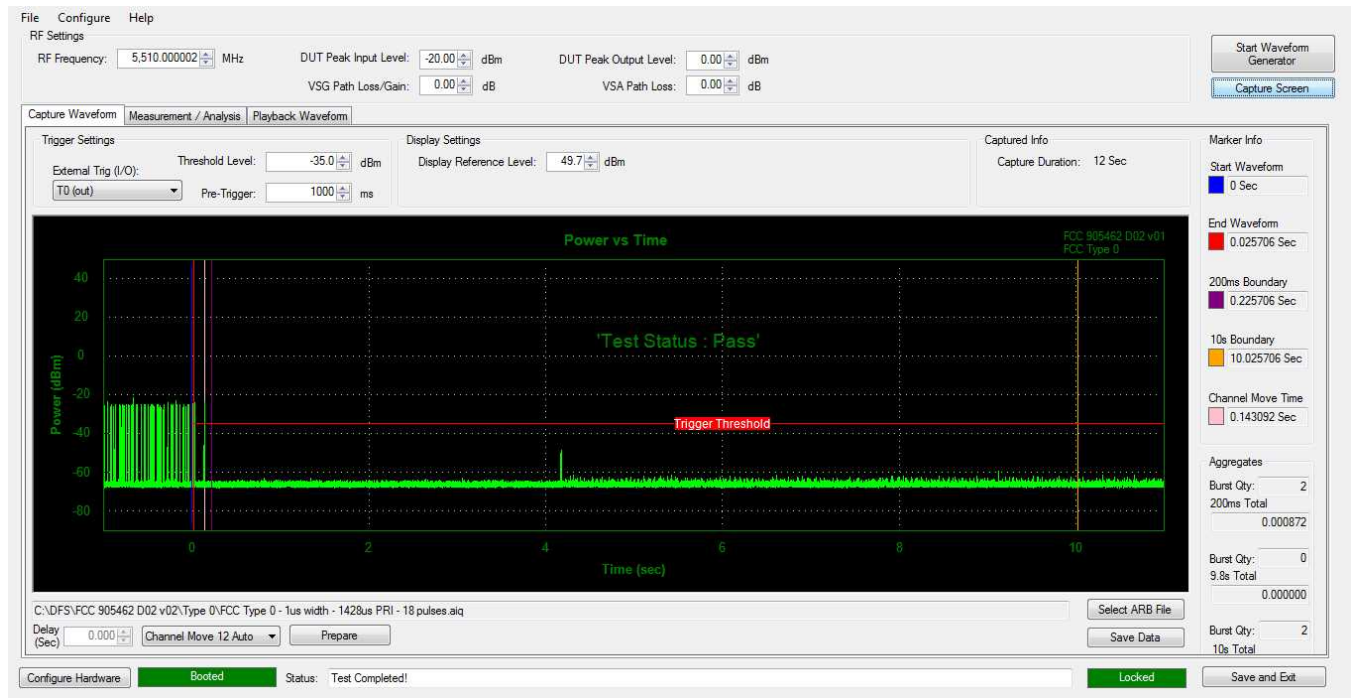 File Configure Help
RF Settings
RF Frequency: 5,510.000002 MHz
DUT Peak Input Level: -20.00 dBm
DUT Peak Output Level: 0.00 dBm
VSG Path Loss/Gain: 0.00 dB
VSA Path Loss: 0.00 dB
Start Waveform
Generator
Capture Screen
Capture Waveform Measurement / Analysis Playback Waveform
Trigger Settings
External Trig (I/O):
T0 (out)
Threshold Level: -35.0 dBm
Pre-Trigger: 1000 ms
Display Settings
Display Reference Level: 49.7 dBm
Captured Info
Capture Duration: 12 Sec
Power vs Time
FCC 905462 D02 v01
FCC Type 0
'Test Status : Pass'
Trigger Threshold
Power (dBm)
40
20
0
-20
-40
-60
-80
0 2 4 6 8 10
Time (sec)
Marker Info
Start Waveform
0 Sec
End Waveform
0.025706 Sec
200ms Boundary
0.225706 Sec
10s Boundary
10.025706 Sec
Channel Move Time
0.143092 Sec
Aggregates
Burst Qty: 2
200ms Total
0.000872
Burst Qty: 0
9.8s Total
0.000000
Burst Qty: 2
10s Total
C:\DFS\FCC 905462 D02 v02\Type 0\FCC Type 0 - 1us width - 1428us PRI - 18 pulses.aiq
Select ARB File
Delay
(Sec) 0.000
Channel Move 12 Auto
Prepare
Save Data
Configure Hardware Booted Status: Test Completed! Locked Save and Exit